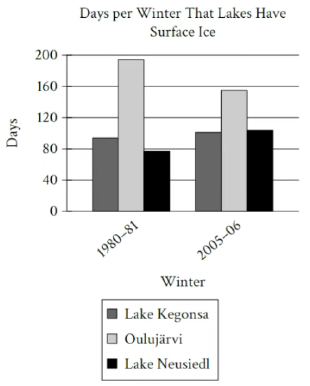 Days per Winter That Lakes Have
Surface Ice
200
160
120
80
40
0
Days
1980–81
2005–06
Winter
Lake Kegonsa
Oulujärvi
Lake Neusiedl